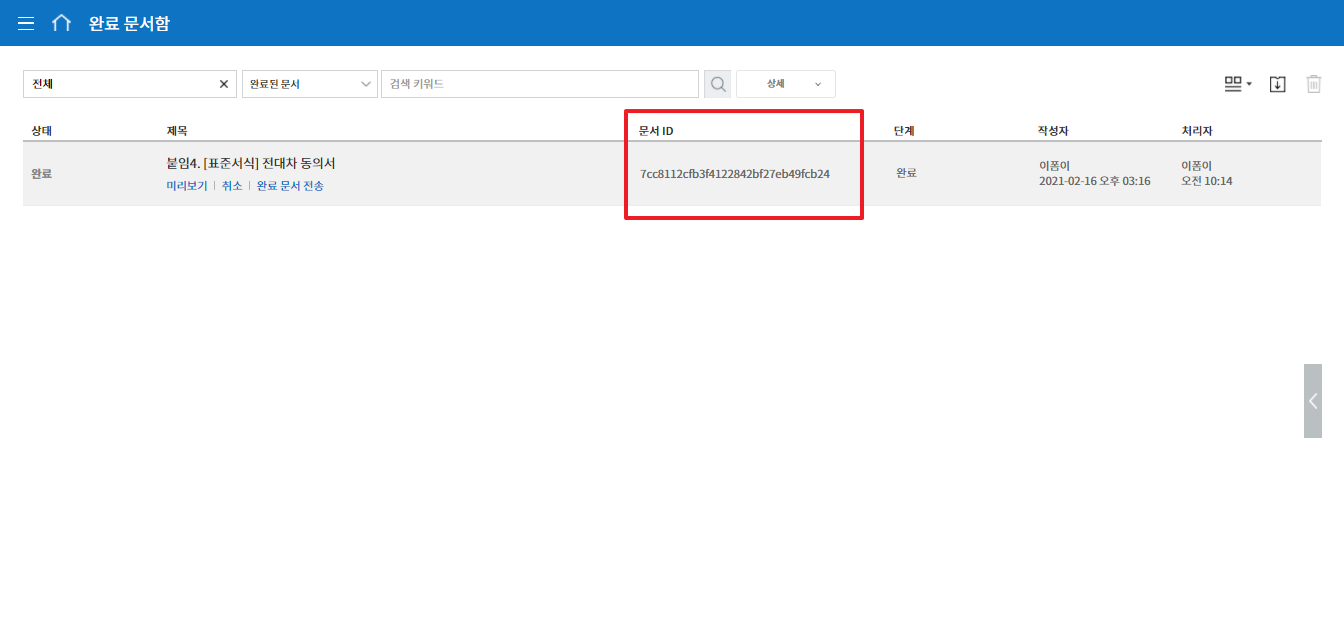 완료 문서함
전체
완료된 문서
검색 키워드
상세
상태 제목 문서 ID 단계 작성자 처리자
완료
붙임4. [표준서식] 전대차 동의서
미리보기 | 취소 | 완료 문서 전송
7cc8112cfb3f4122842bf27eb49fcb24
완료
이폼이
2021-02-16 오후 03:16
이폼이
오전 10:14